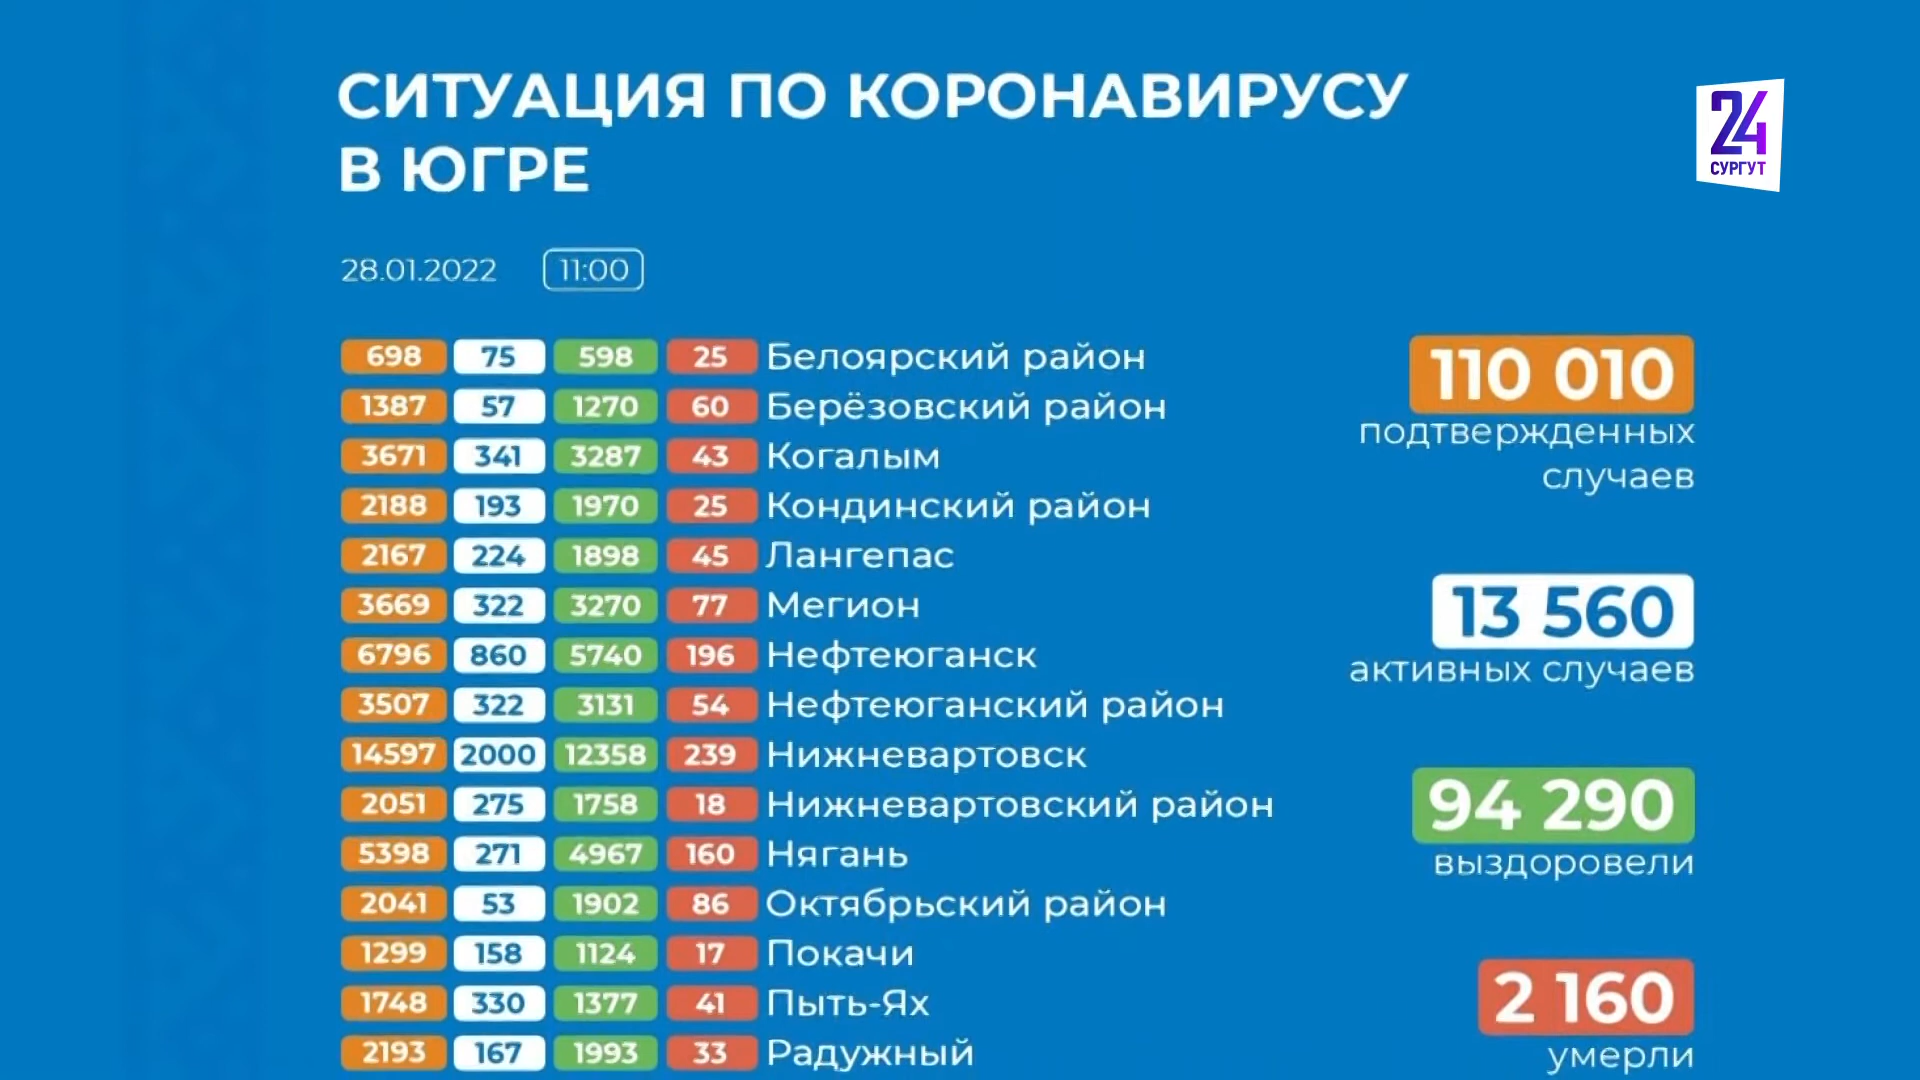 СИТУАЦИЯ ПО КОРОНАВИРУСУ
В ЮГРЕ
24
СУРГУТ
28.01.2022 11:00
698 75 598 25 Белоярский район
1387 57 1270 60 Берёзовский район
3671 341 3287 43 Когалым
2188 193 1970 25 Кондинский район
2167 224 1898 45 Лангепас
3669 322 3270 77 Мегион
6796 860 5740 196 Нефтеюганск
3507 322 3131 54 Нефтеюганский район
14597 2000 12358 239 Нижневартовск
2051 275 1758 18 Нижневартовский район
5398 271 4967 160 Нягань
2041 53 1902 86 Октябрьский район
1299 158 1124 17 Покачи
1748 330 1377 41 Пыть-Ях
2193 167 1993 33 Радужный
110 010
подтвержденных
случаев
13 560
активных случаев
94 290
выздоровели
2 160
умерли